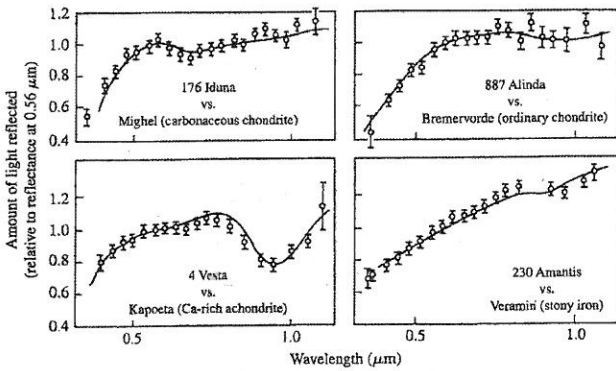 Amount of light reflected
(relative to reflectance at 0.56 μm)
1.2
1.0
0.8
0.6
0.4
176 Iduna
vs.
Mighel (carbonaceous chondrite)
887 Alinda
vs.
Bremervorde (ordinary chondrite)
1.2
1.0
0.8
0.6
0.4
4 Vesta
vs.
Kapoeta (Ca-rich achondrite)
230 Amantis
vs.
Veramiri (stony iron)
0.5
1.0
0.5
1.0
Wavelength (μm)